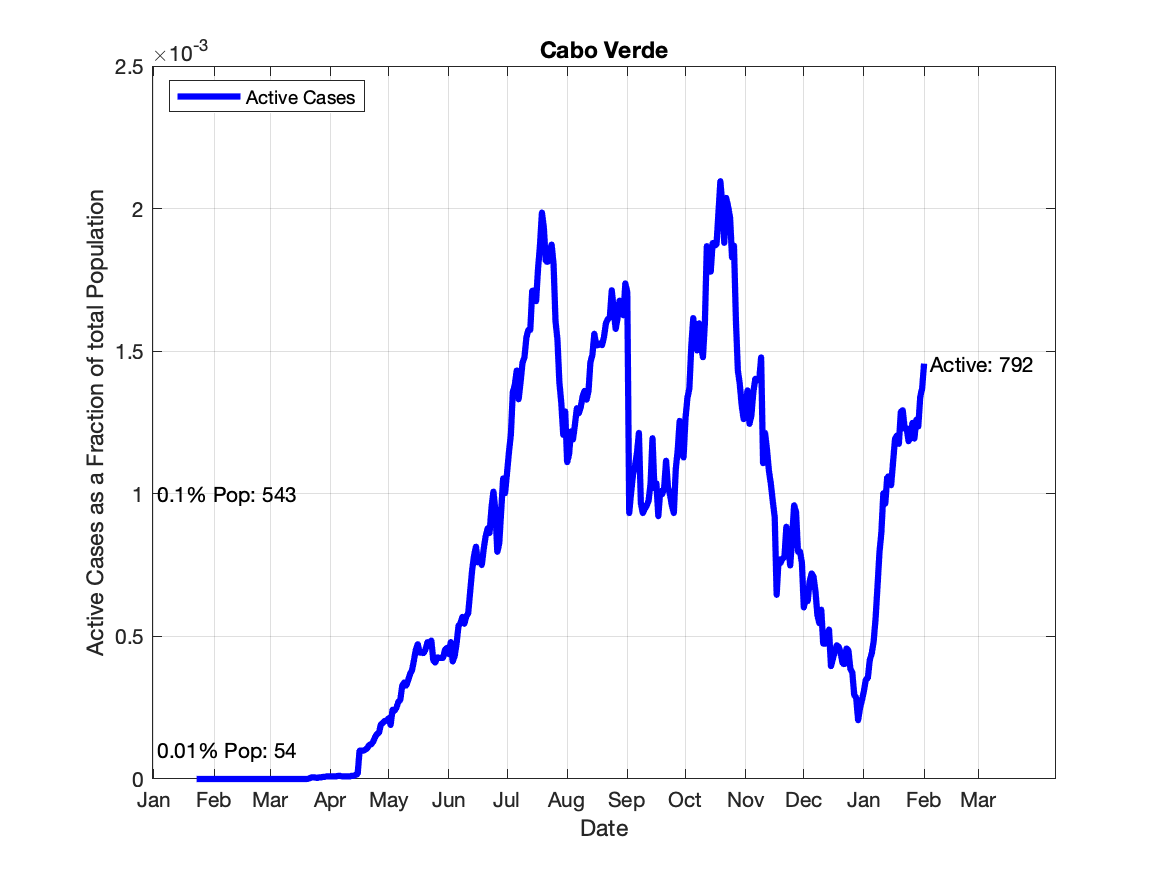 Cabo Verde
×10-3
2.5
2
1.5
1
0.5
0
Active Cases
Active: 792
0.1% Pop: 543
0.01% Pop: 54
Active Cases as a Fraction of total Population
Jan Feb Mar Apr May Jun Jul Aug Sep Oct Nov Dec Jan Feb Mar
Date